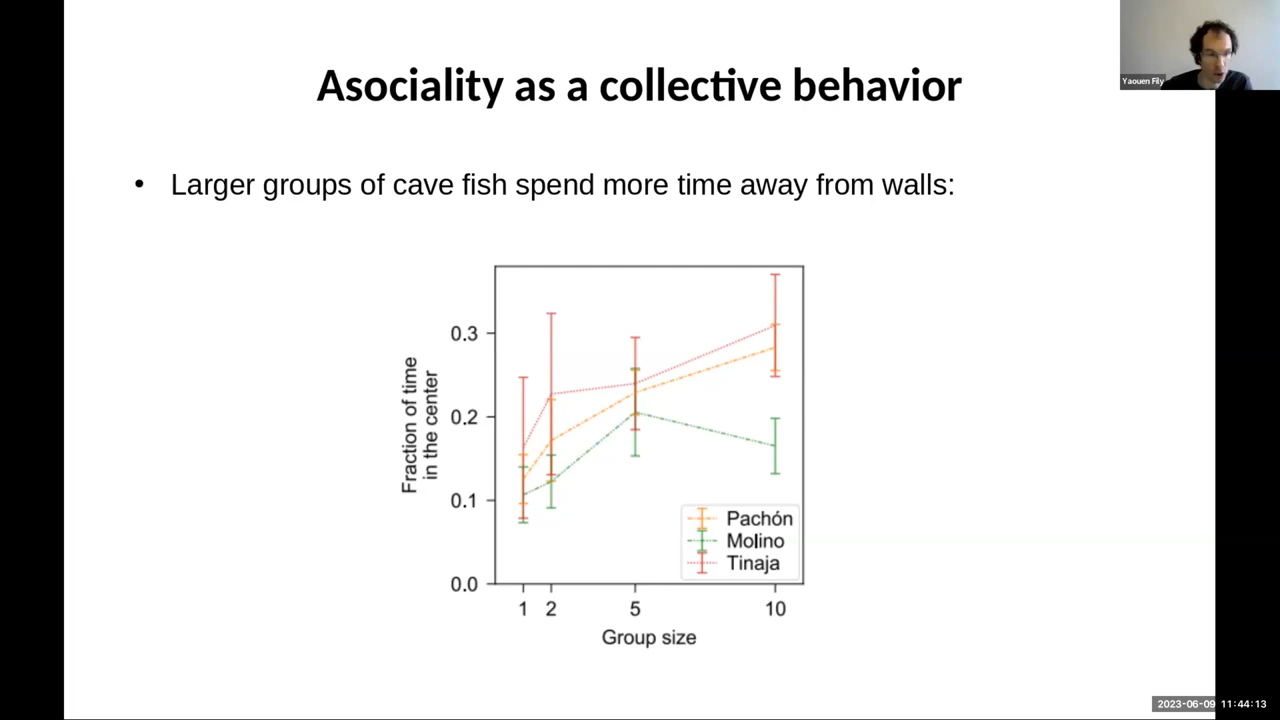 Asociality as a collective behavior
Yaouen Fily
• Larger groups of cave fish spend more time away from walls:
Fraction of time
in the center
0.3
0.2
0.1
0.0
Pachón
Molino
Tinaja
1 2 5 10
Group size
2023-06-09 11:44:13